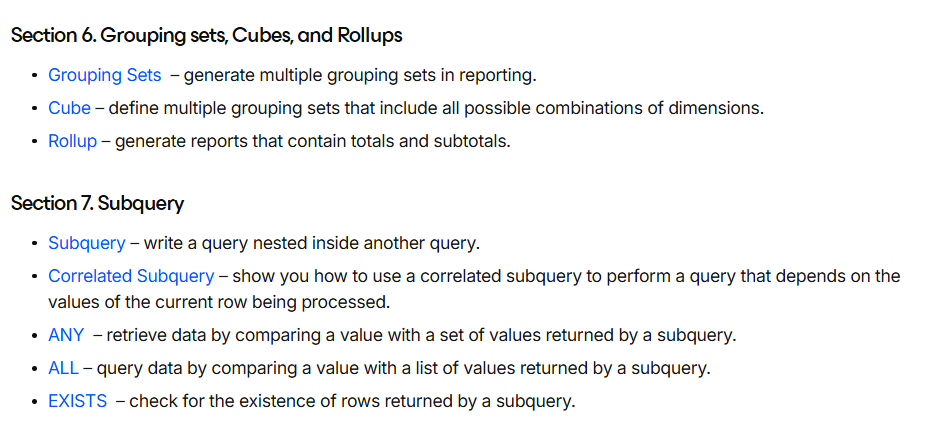 Section 6. Grouping sets, Cubes, and Rollups
• Grouping Sets – generate multiple grouping sets in reporting.
• Cube – define multiple grouping sets that include all possible combinations of dimensions.
• Rollup – generate reports that contain totals and subtotals.
Section 7. Subquery
• Subquery – write a query nested inside another query.
• Correlated Subquery – show you how to use a correlated subquery to perform a query that depends on the
values of the current row being processed.
• ANY – retrieve data by comparing a value with a set of values returned by a subquery.
• ALL – query data by comparing a value with a list of values returned by a subquery.
• EXISTS – check for the existence of rows returned by a subquery.